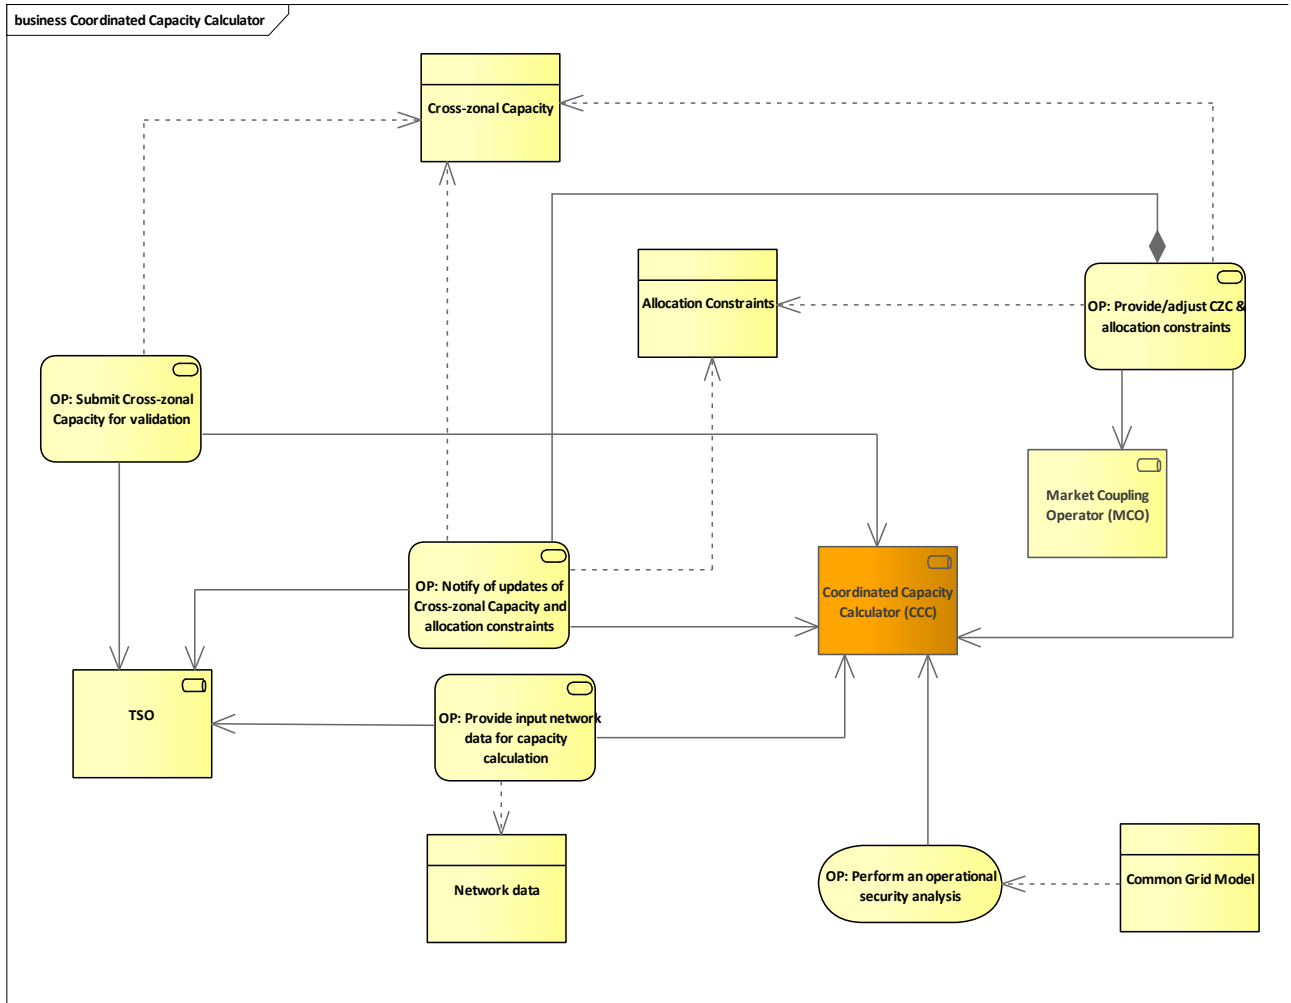 business Coordinated Capacity Calculator
Cross-zonal Capacity
Allocation Constraints
OP: Provide/adjust CZC &
allocation constraints
OP: Submit Cross-zonal
Capacity for validation
Market Coupling
Operator (MCO)
OP: Notify of updates of
Cross-zonal Capacity and
allocation constraints
Coordinated Capacity
Calculator (CCC)
TSO
OP: Provide input network
data for capacity
calculation
Network data
OP: Perform an operational
security analysis
Common Grid Model